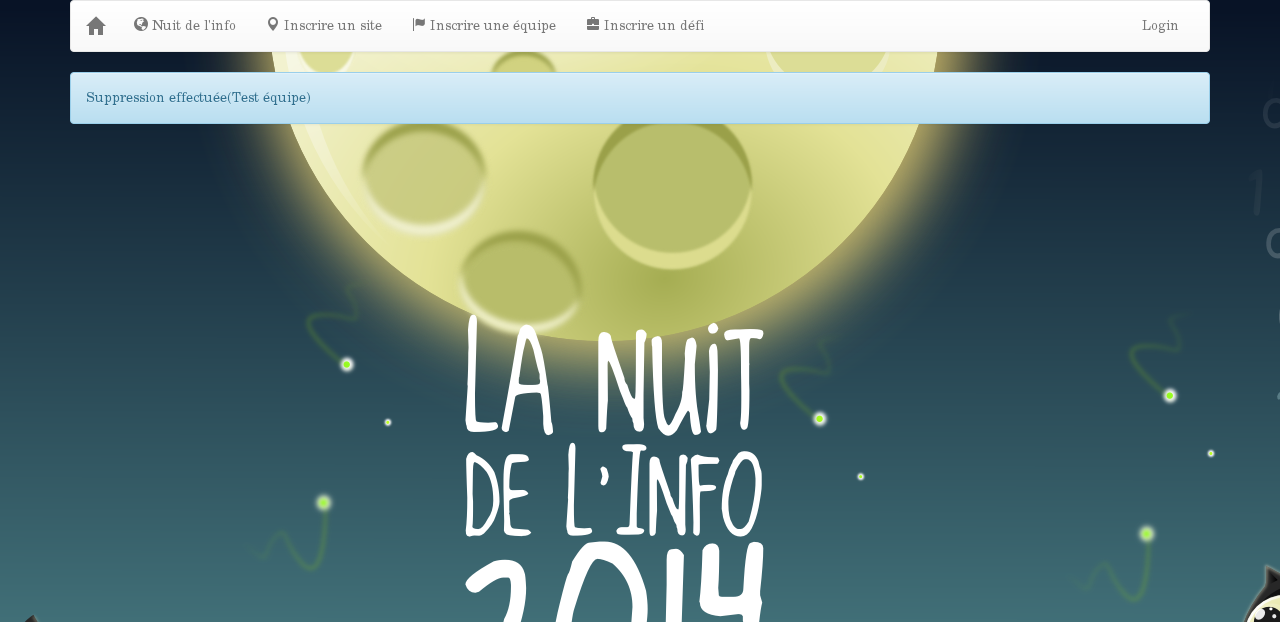 Nuit de l'info Inscrire un site Inscrire une équipe Inscrire un défi Login
Suppression effectuée(Test équipe)
LA NUIT
DE L'INFO
2014